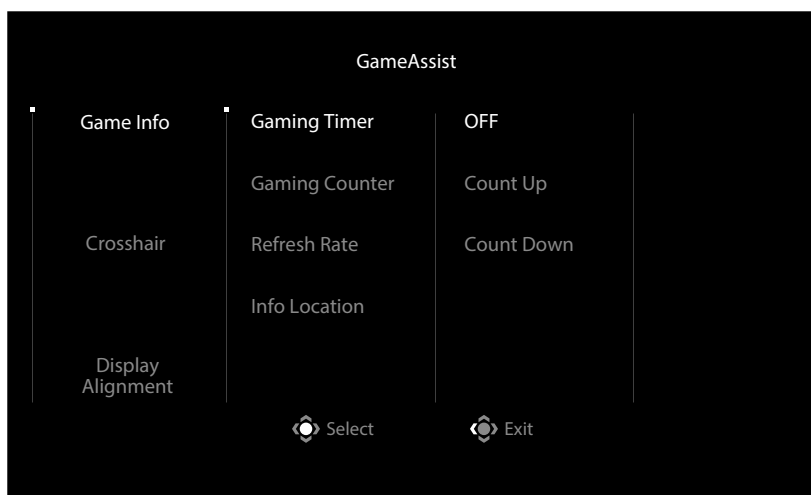 GameAssist
Game Info
Gaming Timer
OFF
Gaming Counter
Count Up
Crosshair
Refresh Rate
Count Down
Info Location
Display
Alignment
Select
Exit